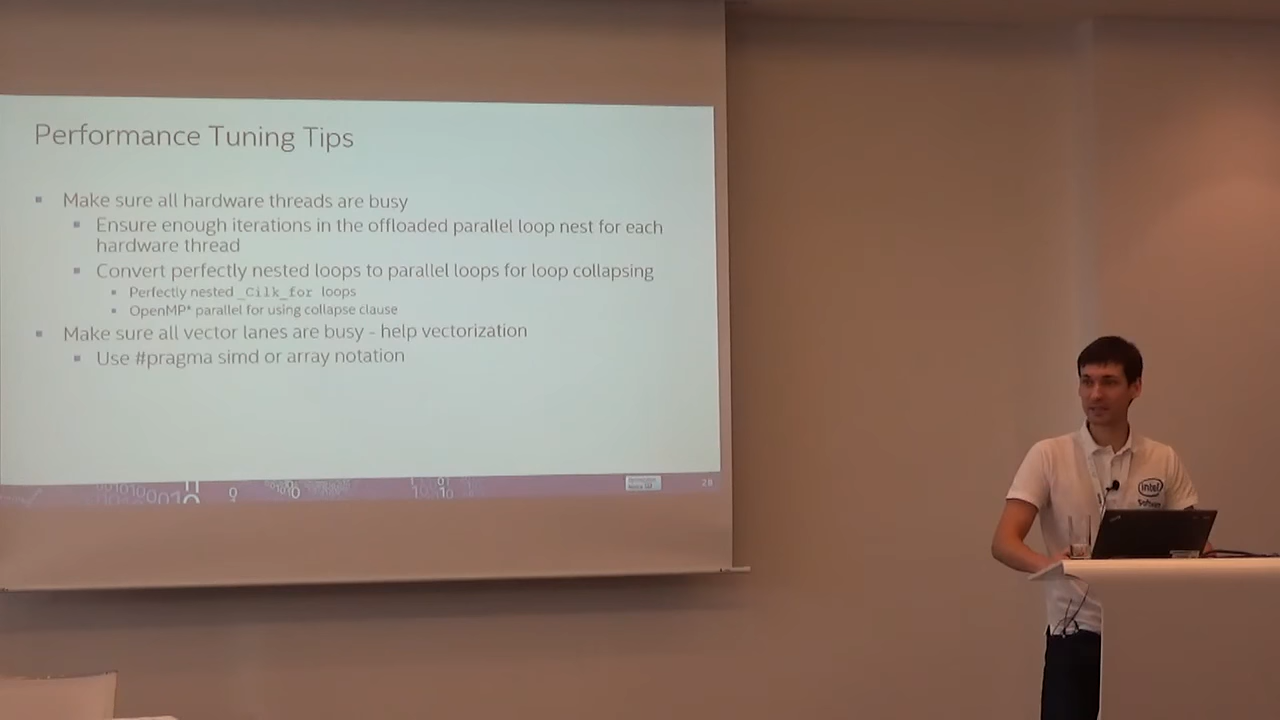 Performance Tuning Tips
Make sure all hardware threads are busy
Ensure enough iterations in the offloaded parallel loop nest for each
hardware thread
Convert perfectly nested loops to parallel loops for loop collapsing
Perfectly nested _Cilk_for loops
OpenMP* parallel for using collapse clause
Make sure all vector lanes are busy - help vectorization
Use #pragma simd or array notation
28
intel
Software